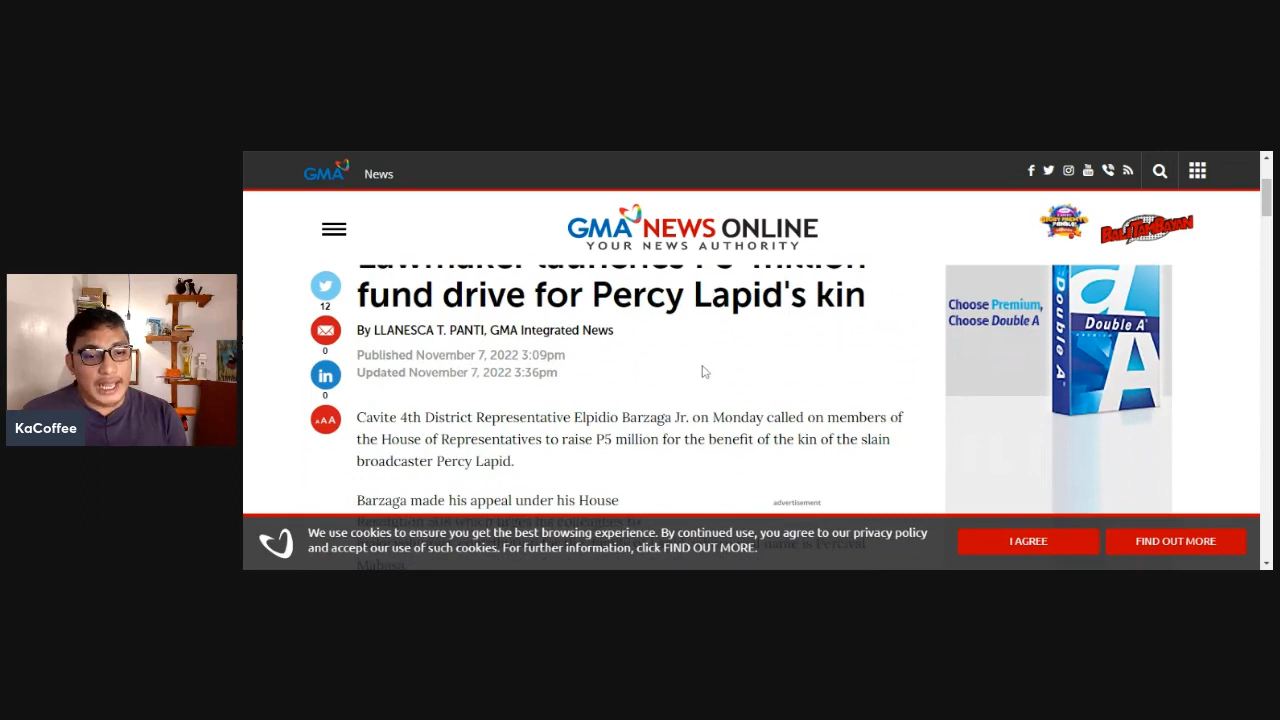 GMA News
GMA NEWS ONLINE
YOUR NEWS AUTHORITY
BALITAMBAYAN
fund drive for Percy Lapid's kin
12
By LLANESCA T. PANTI, GMA Integrated News
0
Published November 7, 2022 3:09pm
Updated November 7, 2022 3:36pm
0
AAA
Cavite 4th District Representative Elpidio Barzaga Jr. on Monday called on members of
the House of Representatives to raise P5 million for the benefit of the kin of the slain
broadcaster Percy Lapid.
Barzaga made his appeal under his House
advertisement
Choose Premium,
Choose Double A
Double A
Double A
KaCoffee
We use cookies to ensure you get the best browsing experience. By continued use, you agree to our privacy policy
and accept our use of such cookies. For further information, click FIND OUT MORE.
I AGREE
FIND OUT MORE